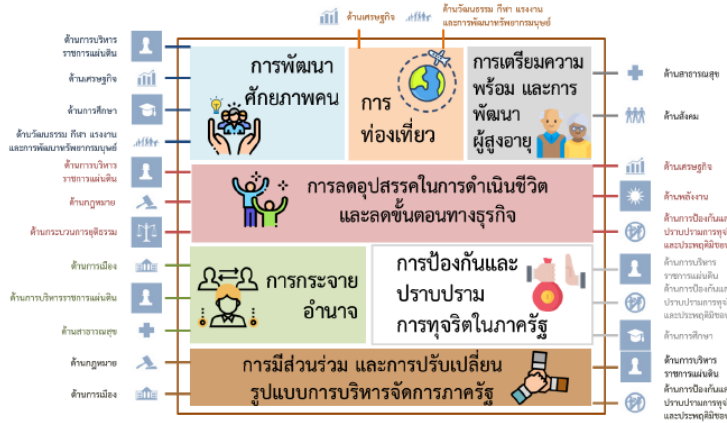 ด้านเศรษฐกิจ
ด้านวัฒนธรรม กีฬา แรงงาน
และการพัฒนาทรัพยากรมนุษย์
ด้านการบริหาร
ราชการแผ่นดิน
ด้านเศรษฐกิจ
ด้านการศึกษา
ด้านวัฒนธรรม กีฬา แรงงาน
และการพัฒนาทรัพยากรมนุษย์
ด้านการบริหาร
ราชการแผ่นดิน
ด้านกฎหมาย
ด้านกระบวนการยุติธรรม
ด้านการเมือง
ด้านการบริหารราชการแผ่นดิน
ด้านสาธารณสุข
ด้านกฎหมาย
ด้านการเมือง
การพัฒนา
ศักยภาพคน
การ
ท่องเที่ยว
การเตรียมความ
พร้อม และการ
พัฒนา
ผู้สูงอายุ
การลดอุปสรรคในการดำเนินชีวิต
และลดขั้นตอนทางธุรกิจ
การกระจาย
อำนาจ
การป้องกันและ
ปราบปราม
การทุจริตในภาครัฐ
การมีส่วนร่วม และการปรับเปลี่ยน
รูปแบบการบริหารจัดการภาครัฐ
ด้านสาธารณสุข
ด้านสังคม
ด้านเศรษฐกิจ
ด้านพลังงาน
ด้านการป้องกันแล
ปราบปรามการทุจ
และประพฤติมิชอบ
ด้านการบริหาร
ราชการแผ่นดิน
ด้านการป้องกันแล
ปราบปรามการทุจ
และประพฤติมิชอบ
ด้านการศึกษา
ด้านการบริหาร
ราชการแผ่นดิน
ด้านการป้องกันแล
ปราบปรามการทุจ
และประพฤติมิชอบ